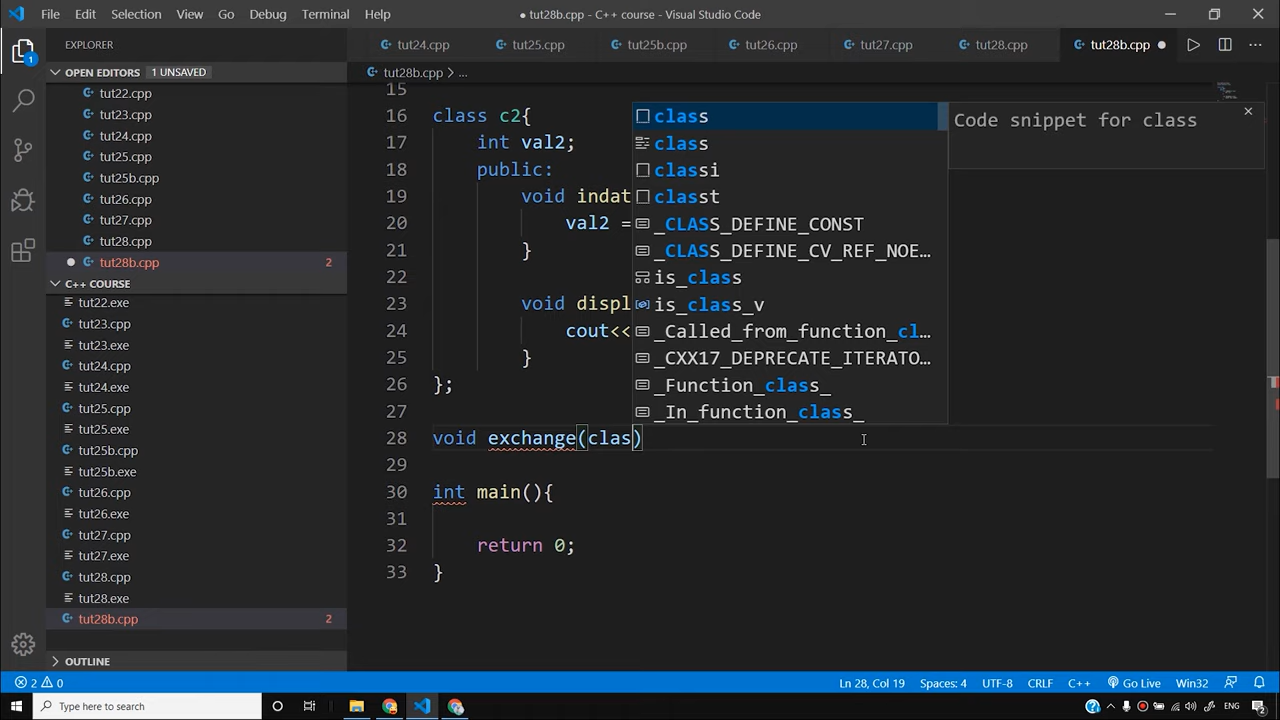 File Edit Selection View Go Debug Terminal Help
● tut28b.cpp - C++ course - Visual Studio Code
EXPLORER
OPEN EDITORS 1 UNSAVED
tut22.cpp
tut23.cpp
tut24.cpp
tut25.cpp
tut25b.cpp
tut26.cpp
tut27.cpp
tut28.cpp
tut28b.cpp 2
C++ COURSE
tut22.exe
tut23.cpp
tut23.exe
tut24.cpp
tut24.exe
tut25.cpp
tut25.exe
tut25b.cpp
tut25b.exe
tut26.cpp
tut26.exe
tut27.cpp
tut27.exe
tut28.cpp
tut28.exe
tut28b.cpp 2
OUTLINE
1
tut24.cpp tut25.cpp tut25b.cpp tut26.cpp tut27.cpp tut28.cpp tut28b.cpp
tut28b.cpp > ...
15
16 class c2{
17 int val2;
18 public:
19 void indat
20 val2 =
21 }
22
23 void displ
24 cout<<
25 }
26 };
27
28 void exchange(clas)
29
30 int main(){
31
32 return 0;
33 }
class
class
classi
classt
_CLASS_DEFINE_CONST
_CLASS_DEFINE_CV_REF_NOE...
is_class
is_class_v
_Called_from_function_cl...
_CXX17_DEPRECATE_ITERATO...
_Function_class_
_In_function_class_
Code snippet for class
2 0
Ln 28, Col 19 Spaces: 4 UTF-8 CRLF C++ Go Live Win32
Type here to search
ENG
2